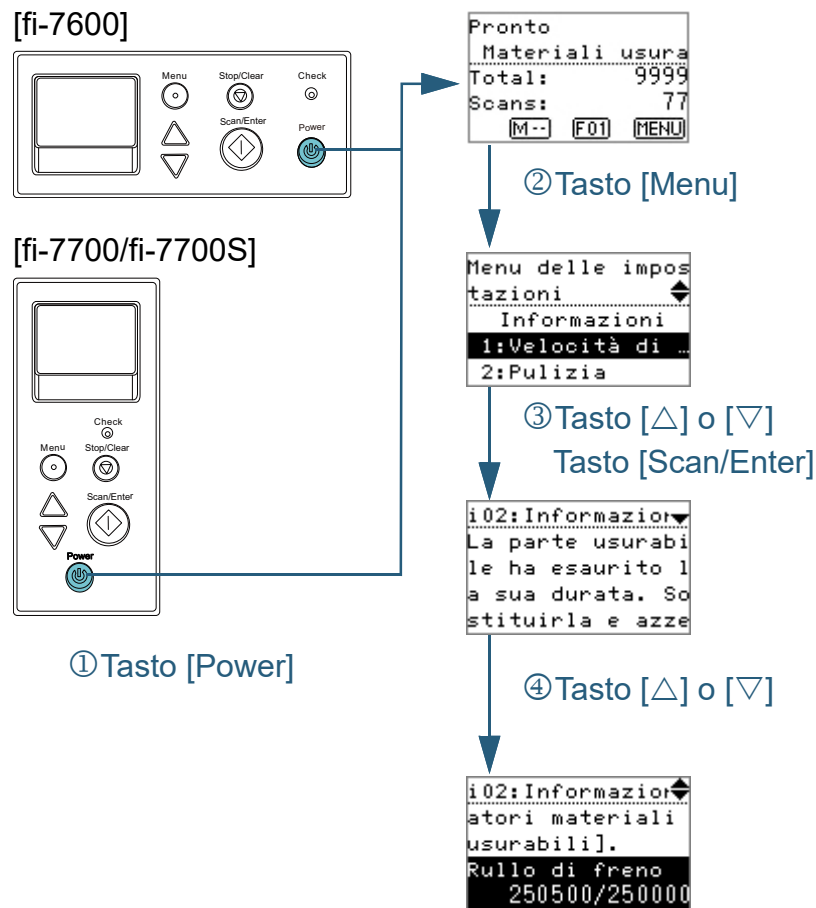 [fi-7600]
Menu
Stop/Clear
Check
Scan/Enter
Power
[fi-7700/fi-7700S]
Check
Menu
Stop/Clear
Scan/Enter
Power
①Tasto [Power]
Pronto
Materiali usura
Total: 9999
Scans: 77
M-- F01 MENU
②Tasto [Menu]
Menu delle impos
tazioni
Informazioni
1:Velocità di …
2:Pulizia
③Tasto [△] o [▽]
Tasto [Scan/Enter]
i02:Informazion
La parte usurabi
le ha esaurito l
a sua durata. So
stituirla e azze
④Tasto [△] o [▽]
i02:Informazion
atori materiali
usurabili].
Rullo di freno
250500/250000